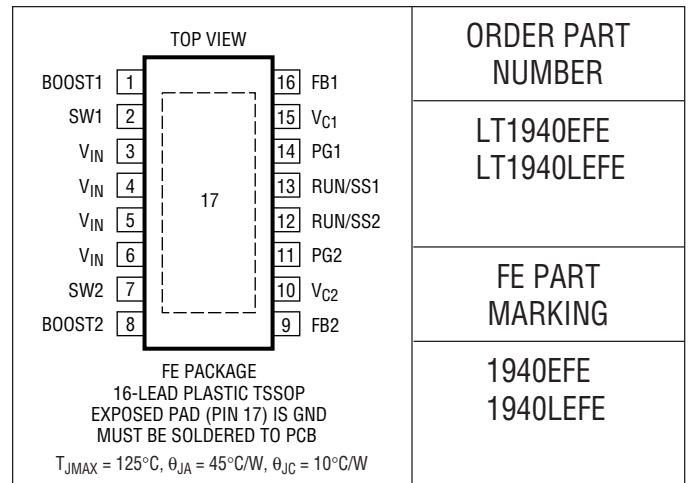 TOP VIEW
BOOST1 1 16 FB1
SW1 2 15 VC1
VIN 3 14 PG1
VIN 4 13 RUN/SS1
17
VIN 5 12 RUN/SS2
VIN 6 11 PG2
SW2 7 10 VC2
BOOST2 8 9 FB2
FE PACKAGE
16-LEAD PLASTIC TSSOP
EXPOSED PAD (PIN 17) IS GND
MUST BE SOLDERED TO PCB
TJMAX = 125°C, θJA = 45°C/W, θJC = 10°C/W
ORDER PART
NUMBER
LT1940EFE
LT1940LEFE
FE PART
MARKING
1940EFE
1940LEFE